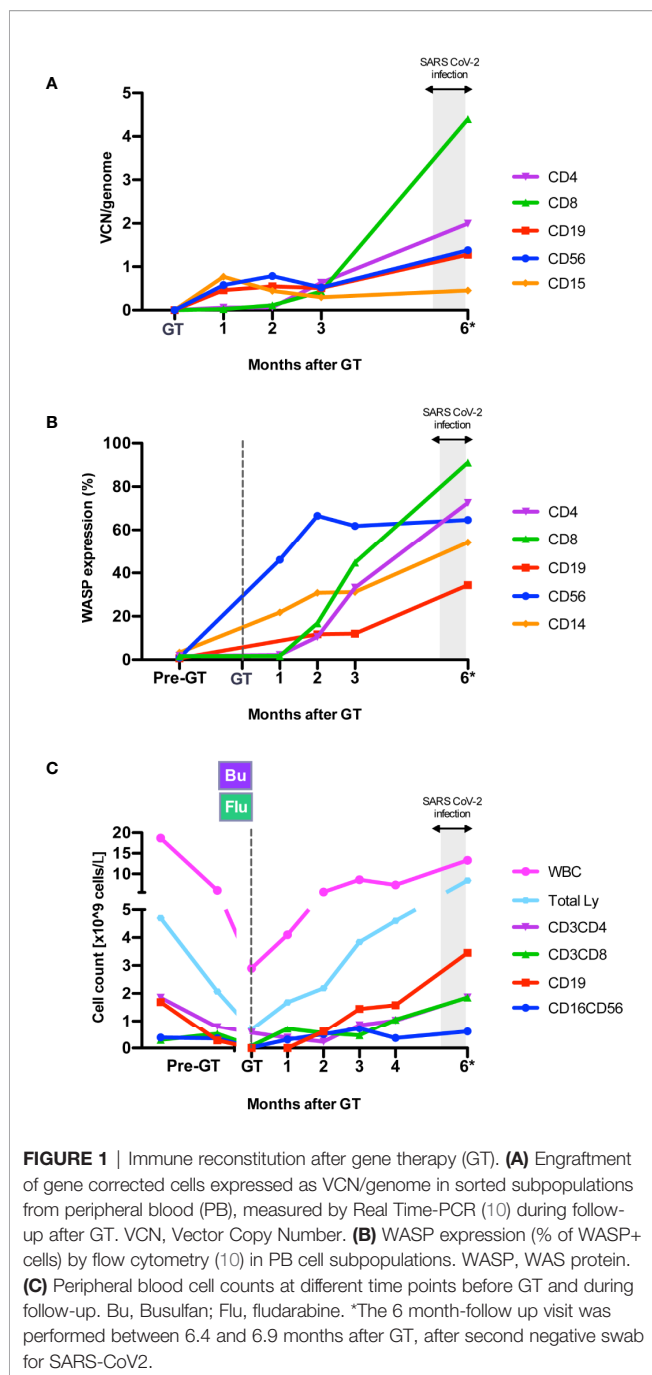 A
SARS CoV-2
infection
5
4
3
2
1
0
VCN/genome
GT
1
2
3
6*
Months after GT
CD4
CD8
CD19
CD56
CD15
B
SARS CoV-2
infection
100
80
60
40
20
0
WASP expression (%)
Pre-GT
GT
1
2
3
6*
Months after GT
CD4
CD8
CD19
CD56
CD14
C
Bu
Flu
SARS CoV-2
infection
20
15
10
5
4
3
2
1
0
Cell count [x10^9 cells/L]
Pre-GT
GT
1
2
3
4
6*
Months after GT
WBC
Total Ly
CD3CD4
CD3CD8
CD19
CD16CD56
FIGURE 1 | Immune reconstitution after gene therapy (GT). (A) Engraftment
of gene corrected cells expressed as VCN/genome in sorted subpopulations
from peripheral blood (PB), measured by Real Time-PCR (10) during follow-
up after GT. VCN, Vector Copy Number. (B) WASP expression (% of WASP+
cells) by flow cytometry (10) in PB cell subpopulations. WASP, WAS protein.
(C) Peripheral blood cell counts at different time points before GT and during
follow-up. Bu, Busulfan; Flu, fludarabine. *The 6 month-follow up visit was
performed between 6.4 and 6.9 months after GT, after second negative swab
for SARS-CoV2.